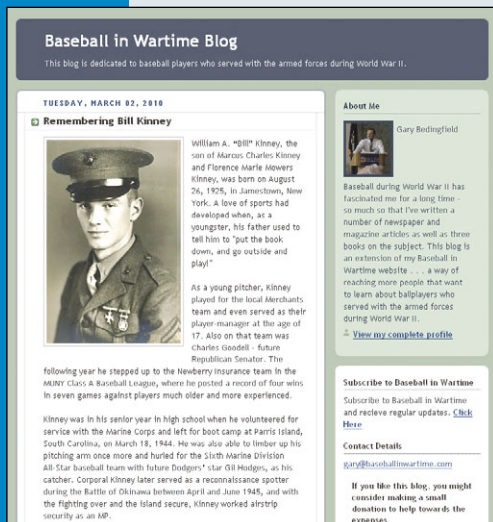 Baseball in Wartime Blog
This blog is dedicated to baseball players who served with the armed forces during World War II.
TUESDAY, MARCH 02, 2010
Remembering Bill Kinney
William A. "Bill" Kinney, the
son of Marcus Charles Kinney
and Florence Marie Mowers
Kinney, was born on August
26, 1925, in Jamestown, New
York. A love of sports had
developed when, as a
youngster, his father used to
tell him to "put the book
down, and go outside and
play!"
As a young pitcher, Kinney
played for the local Merchants
team and even served as their
player-manager at the age of
17. Also on that team was
Charles Goodell - future
Republican Senator. The
following year he stepped up to the Newberry Insurance team in the
MUNY Class A Baseball League, where he posted a record of four wins
in seven games against players much older and more experienced.
Kinney was in his senior year in high school when he volunteered for
service with the Marine Corps and left for boot camp at Parris Island,
South Carolina, on March 18, 1944. He was also able to limber up his
pitching arm once more and hurled for the Sixth Marine Division
All-Star baseball team with future Dodgers' star Gil Hodges, as his
catcher. Corporal Kinney later served as a reconnaissance spotter
during the Battle of Okinawa between April and June 1945, and with
the fighting over and the island secure, Kinney worked airstrip
security as an MP.
About Me
Gary Bedingfield
Baseball during World War II has
fascinated me for a long time -
so much so that I've written a
number of newspaper and
magazine articles as well as three
books on the subject. This blog is
an extension of my Baseball in
Wartime website . . . a way of
reaching more people that want
to learn about ballplayers who
served with the armed forces
during World War II.
View my complete profile
Subscribe to Baseball in Wartime
Subscribe to Baseball in Wartime
and recieve regular updates. Click
Here
Contact Details
gary@baseballinwartime.com
If you like this blog, you might
consider making a small
donation to help towards the
expenses